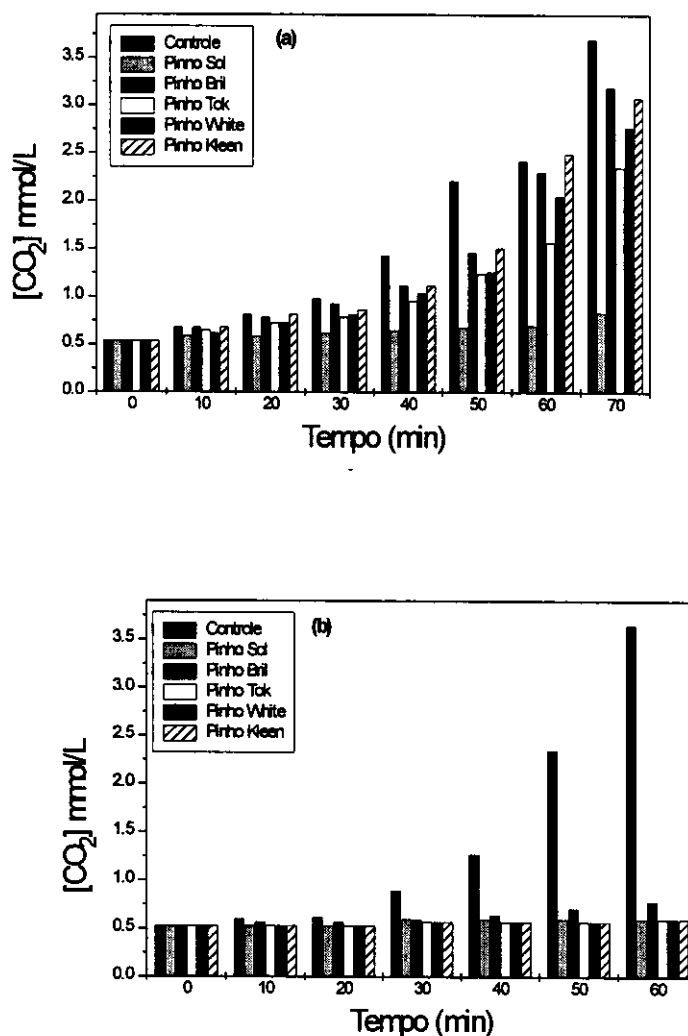 (a)
Controle
Pinho Sol
Pinho Bril
Pinho Tok
Pinho White
Pinho Kleen
[CO₂] mmol/L
3.5
3.0
2.5
2.0
1.5
1.0
0.5
0.0
0 10 20 30 40 50 60 70
Tempo (min)
(b)
Controle
Pinho Sol
Pinho Bril
Pinho Tok
Pinho White
Pinho Kleen
[CO₂] mmol/L
3.5
3.0
2.5
2.0
1.5
1.0
0.5
0.0
0 10 20 30 40 50 60
Tempo (min)